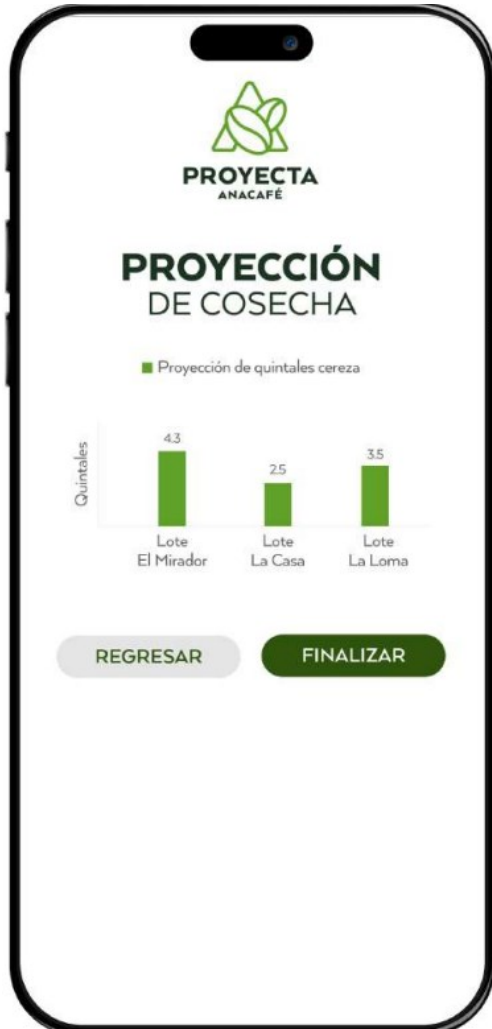 PROYECTA
ANACAFÉ
PROYECCIÓN
DE COSECHA
Proyección de quintales cereza
Quintales
4.3
2.5
3.5
Lote
El Mirador
Lote
La Casa
Lote
La Loma
REGRESAR
FINALIZAR